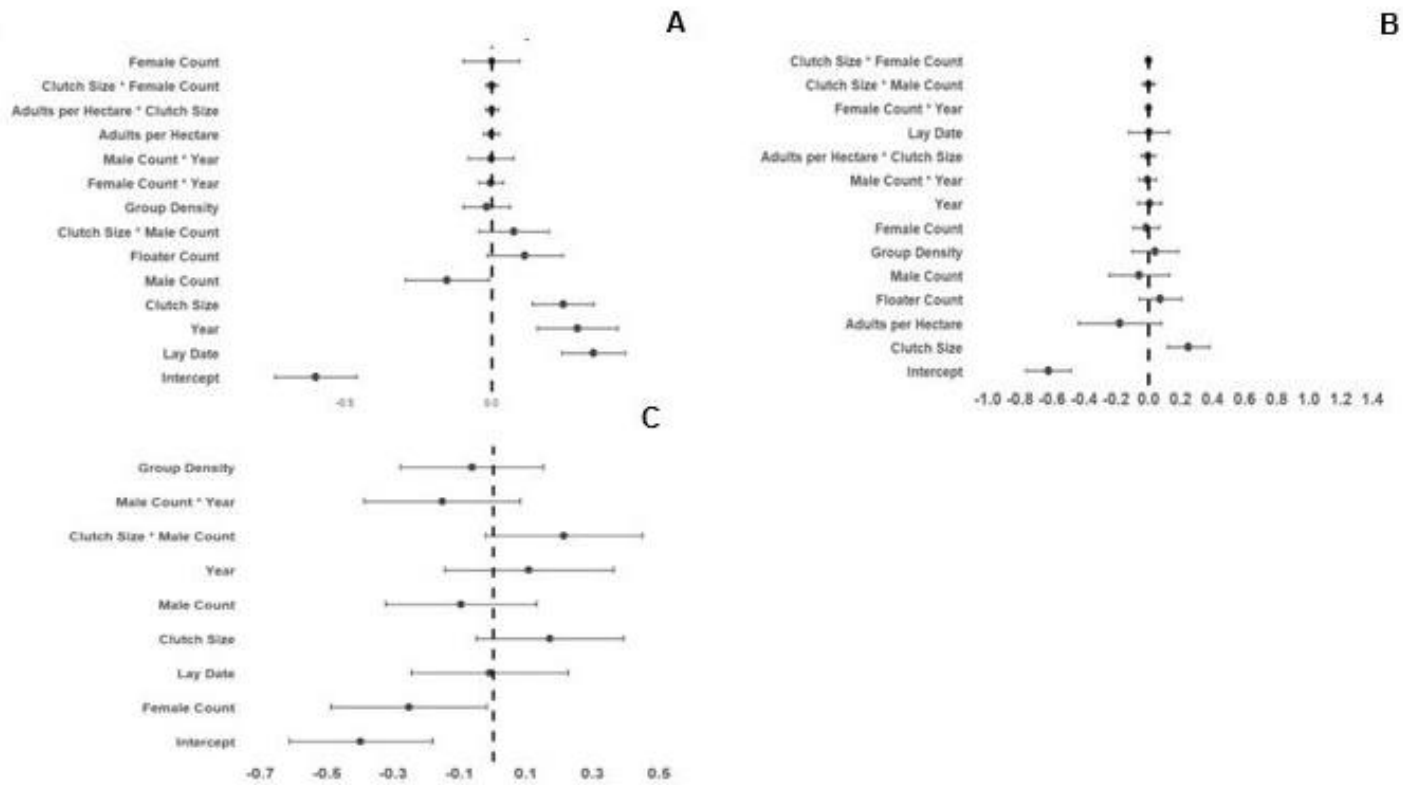 A
Female Count
Clutch Size * Female Count
Adults per Hectare * Clutch Size
Adults per Hectare
Male Count * Year
Female Count * Year
Group Density
Clutch Size * Male Count
Floater Count
Male Count
Clutch Size
Year
Lay Date
Intercept
-0.5 0.0
B
Clutch Size * Female Count
Clutch Size * Male Count
Female Count * Year
Lay Date
Adults per Hectare * Clutch Size
Male Count * Year
Year
Female Count
Group Density
Male Count
Floater Count
Adults per Hectare
Clutch Size
Intercept
-1.0 -0.8 -0.6 -0.4 -0.2 0.0 0.2 0.4 0.6 0.8 1.0 1.2 1.4
C
Group Density
Male Count * Year
Clutch Size * Male Count
Year
Male Count
Clutch Size
Lay Date
Female Count
Intercept
-0.7 -0.5 -0.3 -0.1 0.1 0.3 0.5